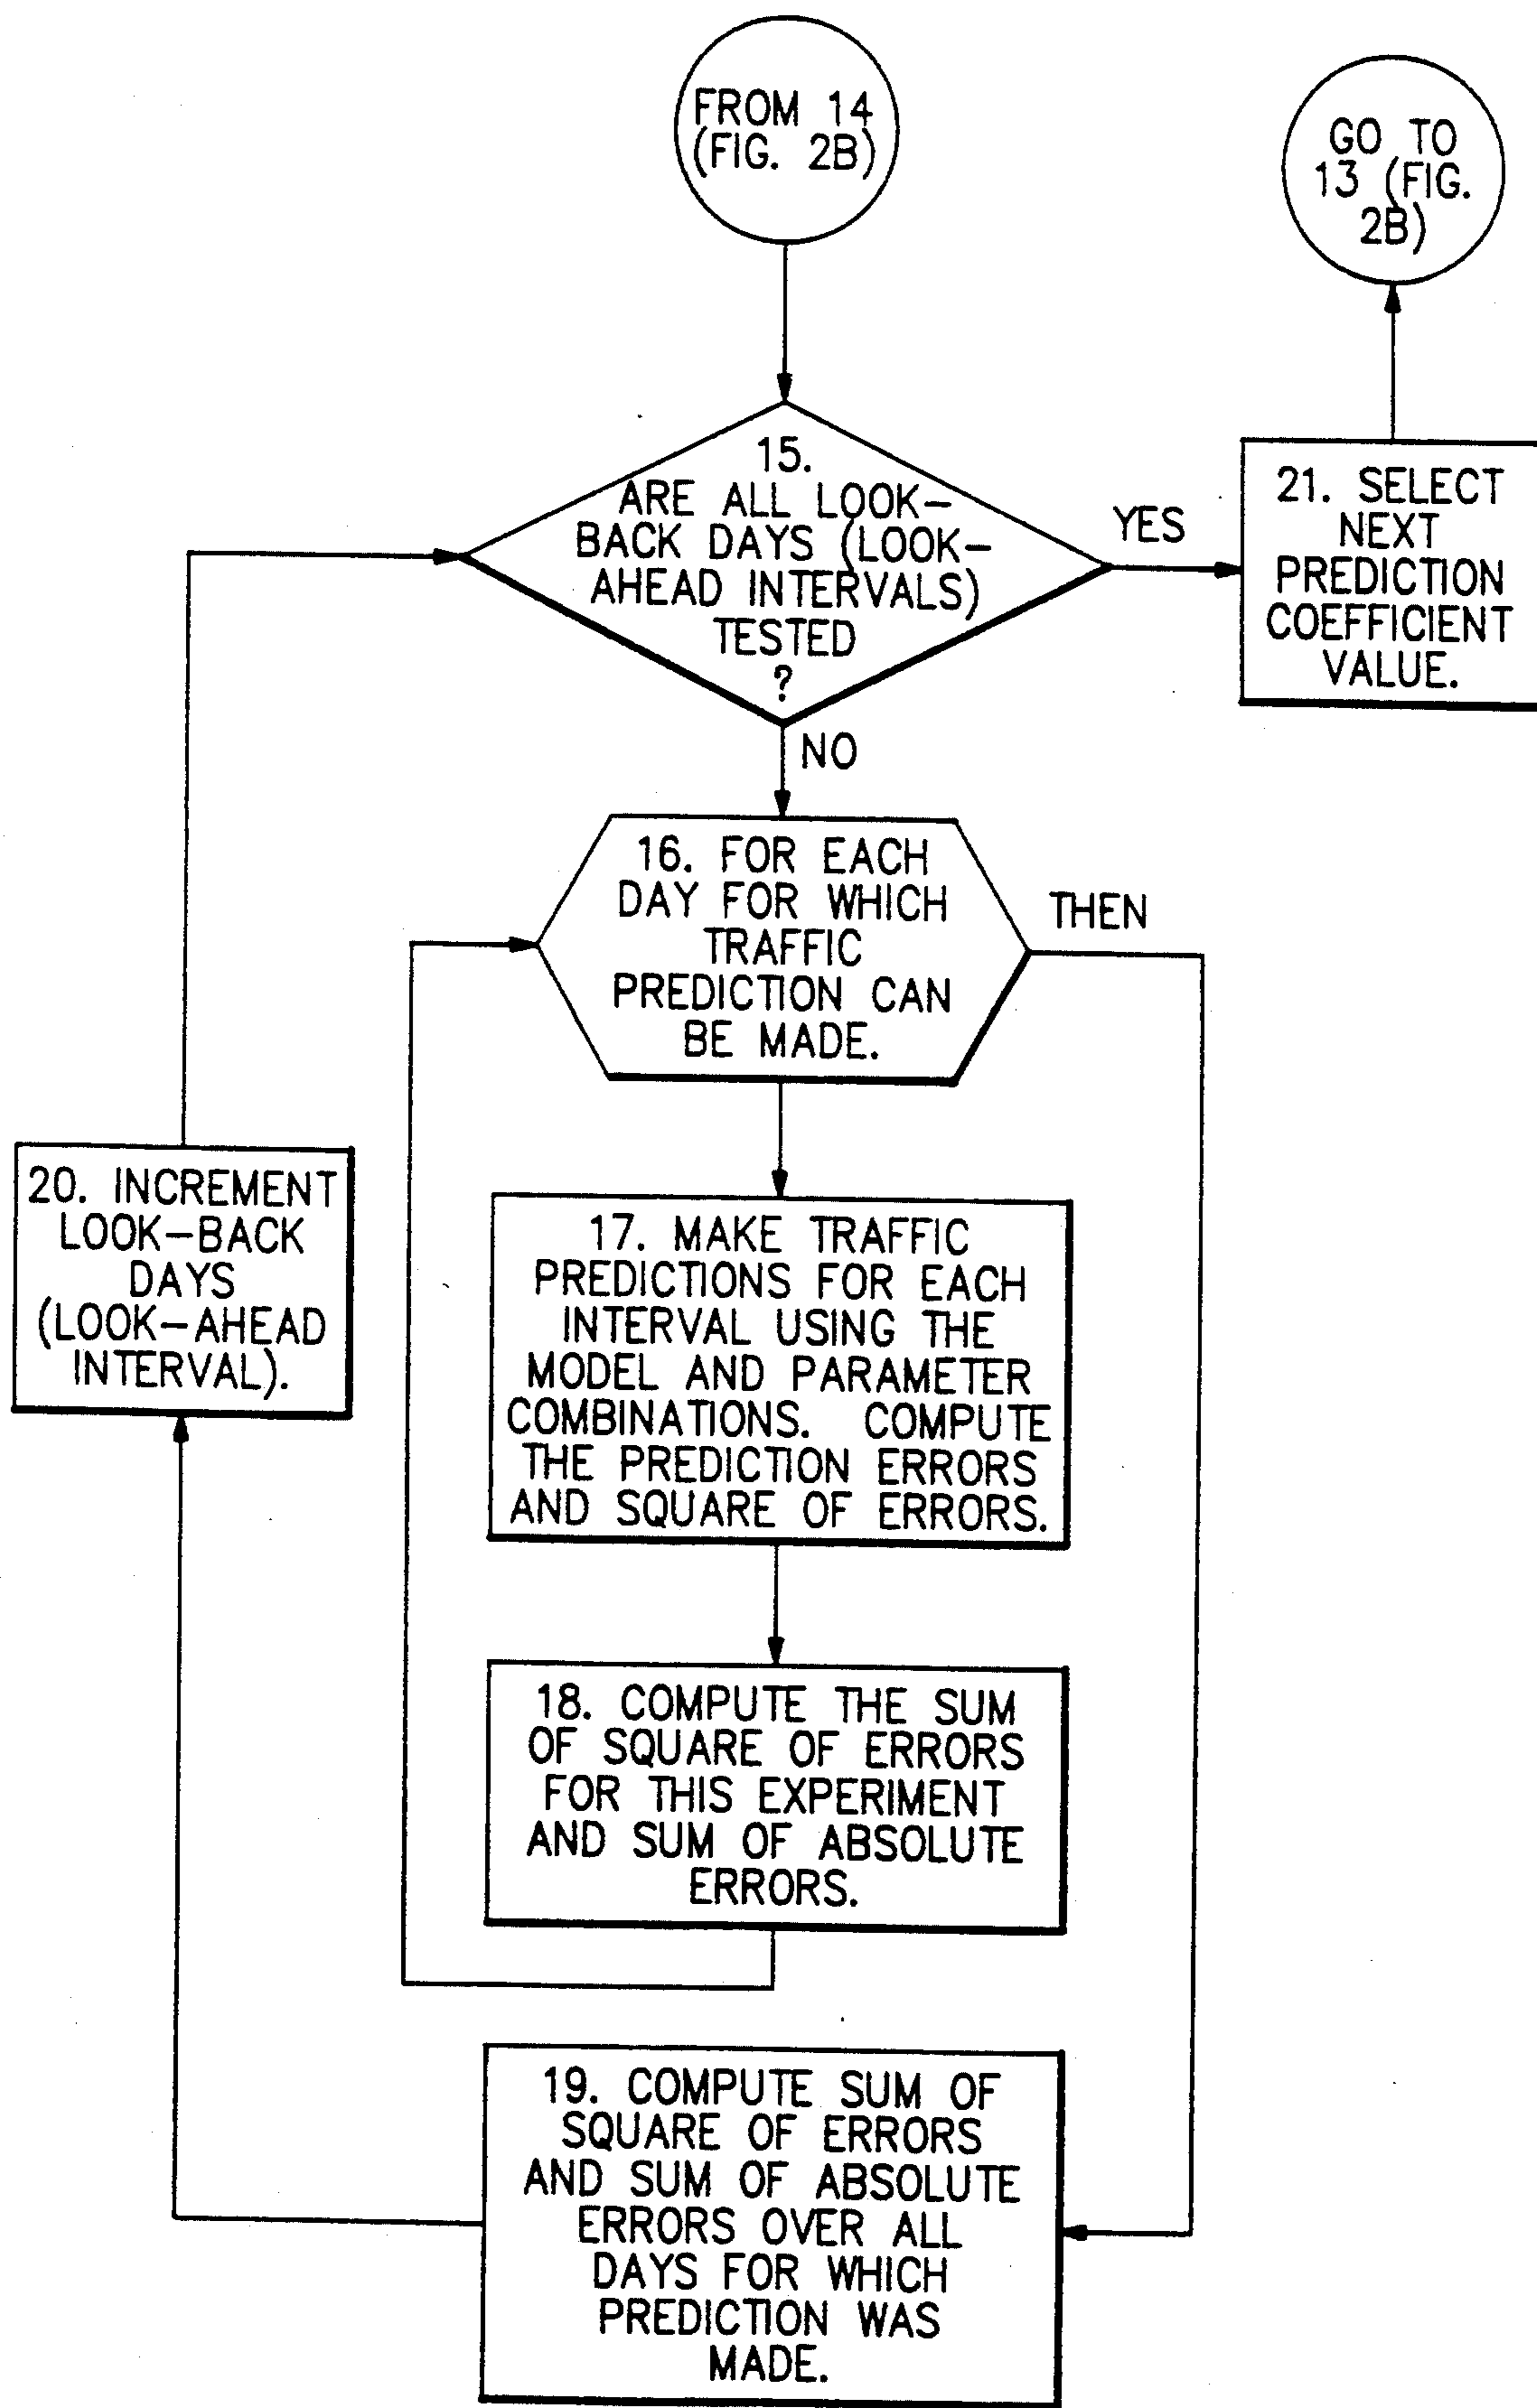 FROM 14
(FIG. 2B)
GO TO
13 (FIG.
2B)
15.
ARE ALL LOOK-
BACK DAYS (LOOK-
AHEAD INTERVALS)
TESTED
?
YES
21. SELECT
NEXT
PREDICTION
COEFFICIENT
VALUE.
NO
16. FOR EACH
DAY FOR WHICH
TRAFFIC
PREDICTION CAN
BE MADE.
THEN
20. INCREMENT
LOOK-BACK
DAYS
(LOOK-AHEAD
INTERVAL).
17. MAKE TRAFFIC
PREDICTIONS FOR EACH
INTERVAL USING THE
MODEL AND PARAMETER
COMBINATIONS. COMPUTE
THE PREDICTION ERRORS
AND SQUARE OF ERRORS.
18. COMPUTE THE SUM
OF SQUARE OF ERRORS
FOR THIS EXPERIMENT
AND SUM OF ABSOLUTE
ERRORS.
19. COMPUTE SUM OF
SQUARE OF ERRORS
AND SUM OF ABSOLUTE
ERRORS OVER ALL
DAYS FOR WHICH
PREDICTION WAS
MADE.